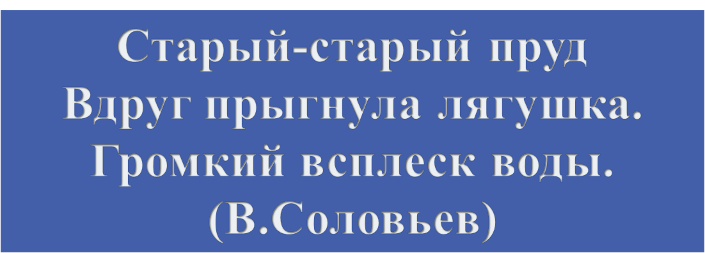 Старый-старый пруд
Вдруг прыгнула лягушка.
Громкий всплеск воды.
(В.Соловьев)